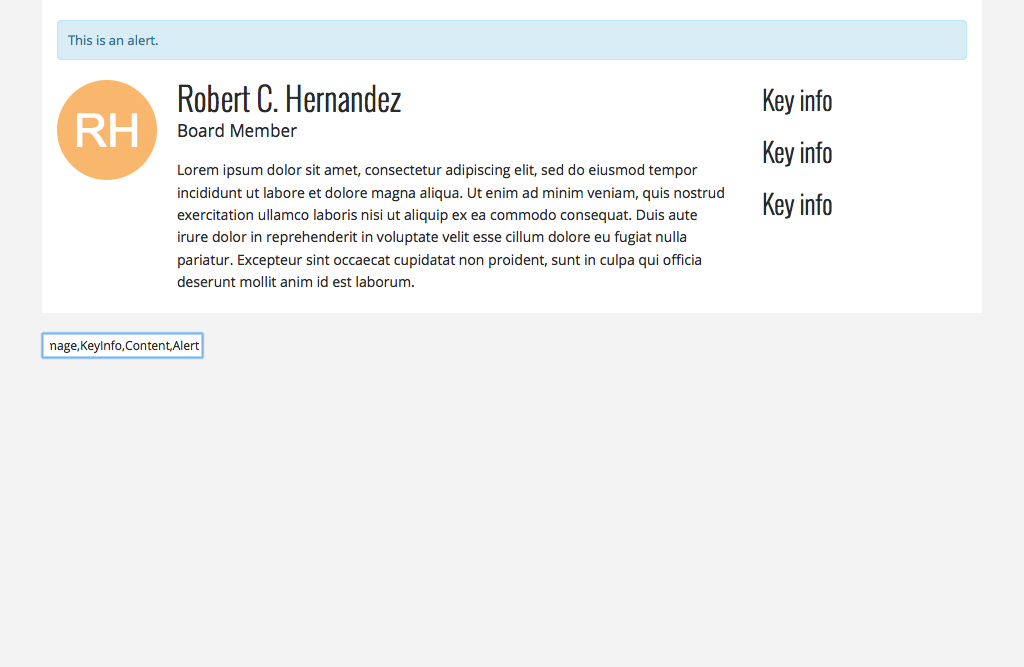 This is an alert.
RH
Robert C. Hernandez
Board Member
Lorem ipsum dolor sit amet, consectetur adipiscing elit, sed do eiusmod tempor
incididunt ut labore et dolore magna aliqua. Ut enim ad minim veniam, quis nostrud
exercitation ullamco laboris nisi ut aliquip ex ea commodo consequat. Duis aute
irure dolor in reprehenderit in voluptate velit esse cillum dolore eu fugiat nulla
pariatur. Excepteur sint occaecat cupidatat non proident, sunt in culpa qui officia
deserunt mollit anim id est laborum.
Key info
Key info
Key info
mage,KeyInfo,Content,Alert